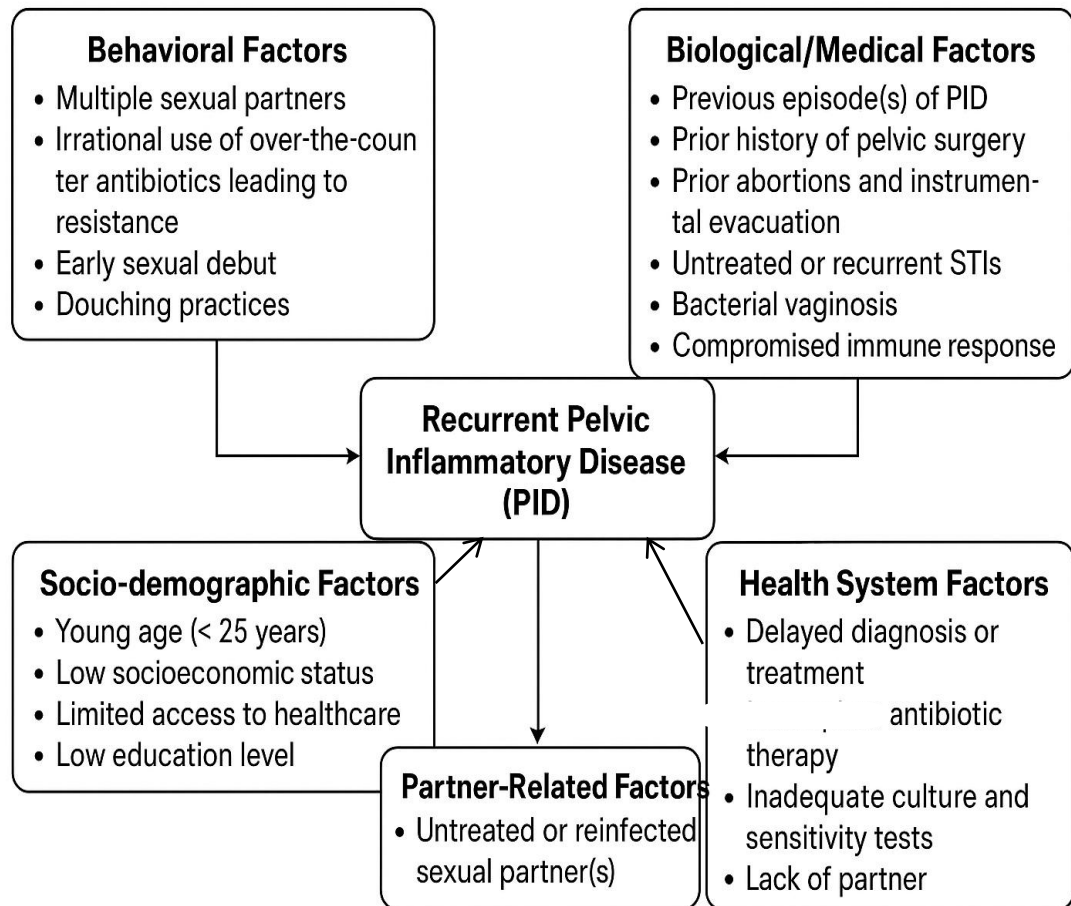 Behavioral Factors
• Multiple sexual partners
• Irrational use of over-the-coun
ter antibiotics leading to
resistance
• Early sexual debut
• Douching practices
Biological/Medical Factors
• Previous episode(s) of PID
• Prior history of pelvic surgery
• Prior abortions and instrumen-
tal evacuation
• Untreated or recurrent STIs
• Bacterial vaginosis
• Compromised immune response
Recurrent Pelvic
Inflammatory Disease
(PID)
Socio-demographic Factors
• Young age (< 25 years)
• Low socioeconomic status
• Limited access to healthcare
• Low education level
Partner-Related Factors
• Untreated or reinfected
sexual partner(s)
Health System Factors
• Delayed diagnosis or
treatment
antibiotic
therapy
• Inadequate culture and
sensitivity tests
• Lack of partner